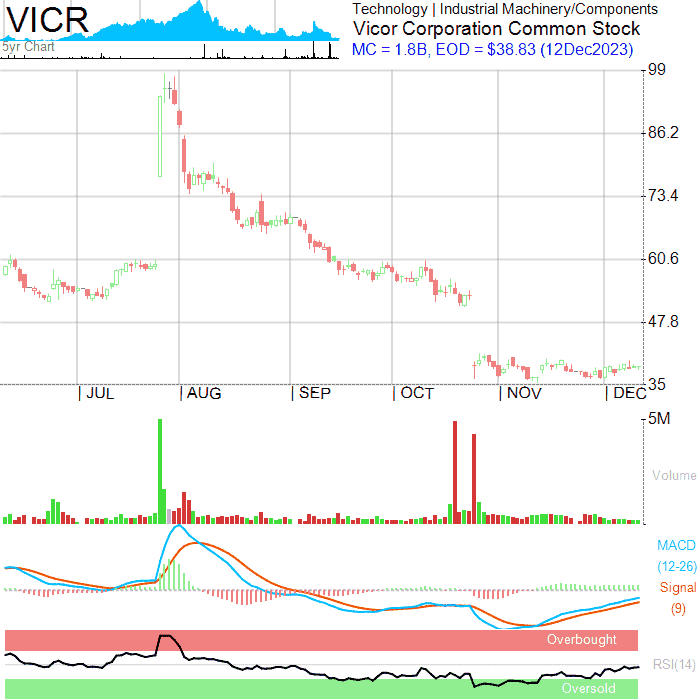 VICR
5yr Chart
Technology | Industrial Machinery/Components
Vicor Corporation Common Stock
MC = 1.8B, EOD = $38.83 (12Dec2023)
99
86.2
73.4
60.6
47.8
35
| JUL | AUG | SEP | OCT | NOV | DEC
5M
Volume
MACD
(12-26)
Signal
(9)
Overbought
RSI(14)
Oversold